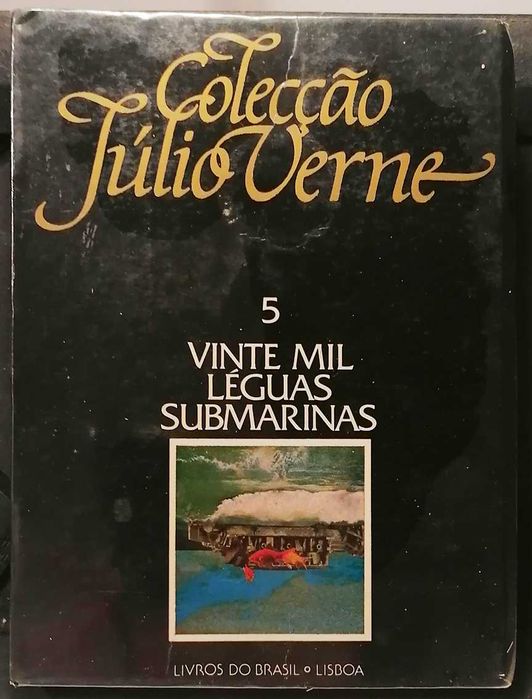 Colecção
Júlio Verne
5
VINTE MIL
LÉGUAS
SUBMARINAS
LIVROS DO BRASIL • LISBOA